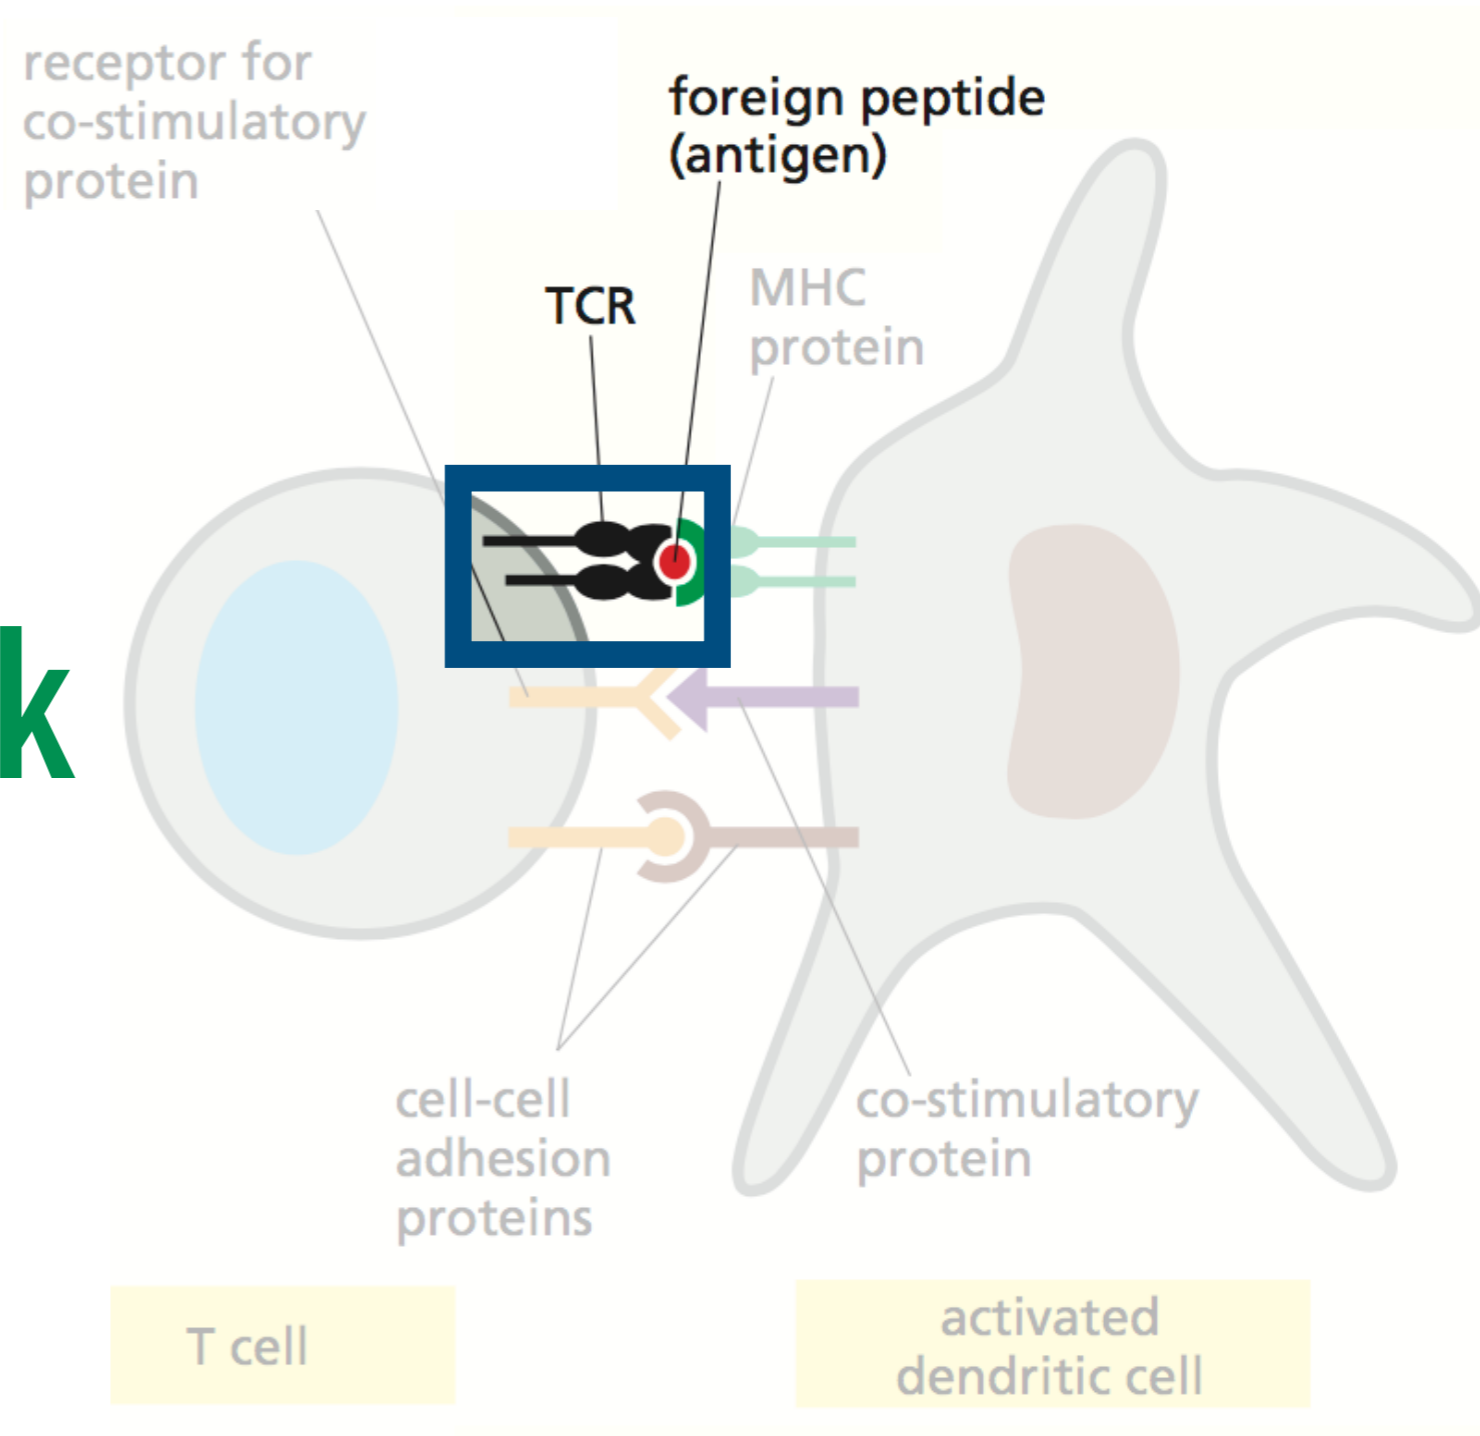 receptor for
co-stimulatory
protein
foreign peptide
(antigen)
TCR
MHC
protein
k
cell-cell
adhesion
proteins
co-stimulatory
protein
T cell
activated
dendritic cell